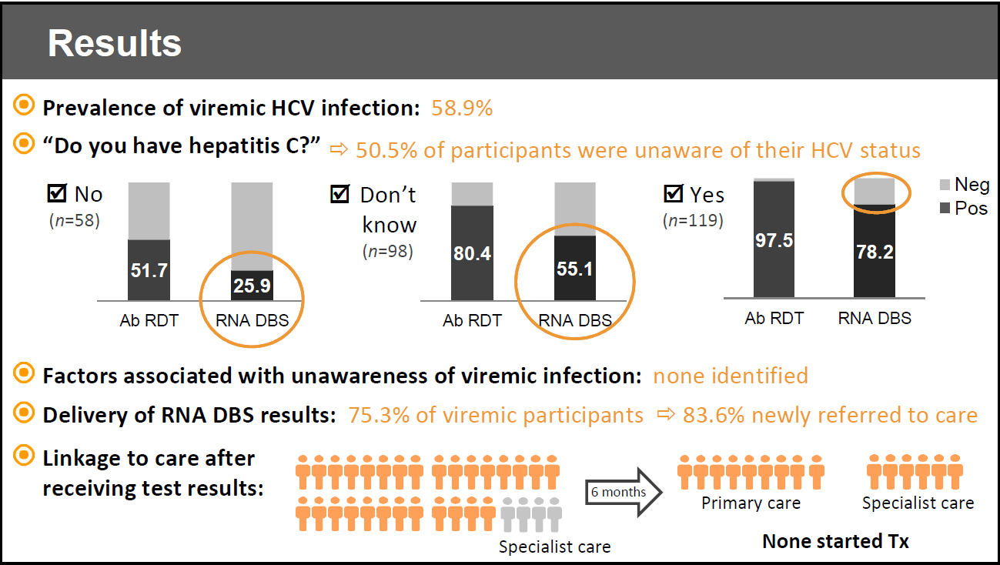 Results
Prevalence of viremic HCV infection: 58.9%
“Do you have hepatitis C?” ⇨ 50.5% of participants were unaware of their HCV status
No
(n=58)
51.7
25.9
Ab RDT
RNA DBS
Don’t
know
(n=98)
80.4
55.1
Ab RDT
RNA DBS
Yes
(n=119)
97.5
78.2
Ab RDT
RNA DBS
Neg
Pos
Factors associated with unawareness of viremic infection: none identified
Delivery of RNA DBS results: 75.3% of viremic participants ⇨ 83.6% newly referred to care
Linkage to care after
receiving test results:
Specialist care
6 months
Primary care
Specialist care
None started Tx